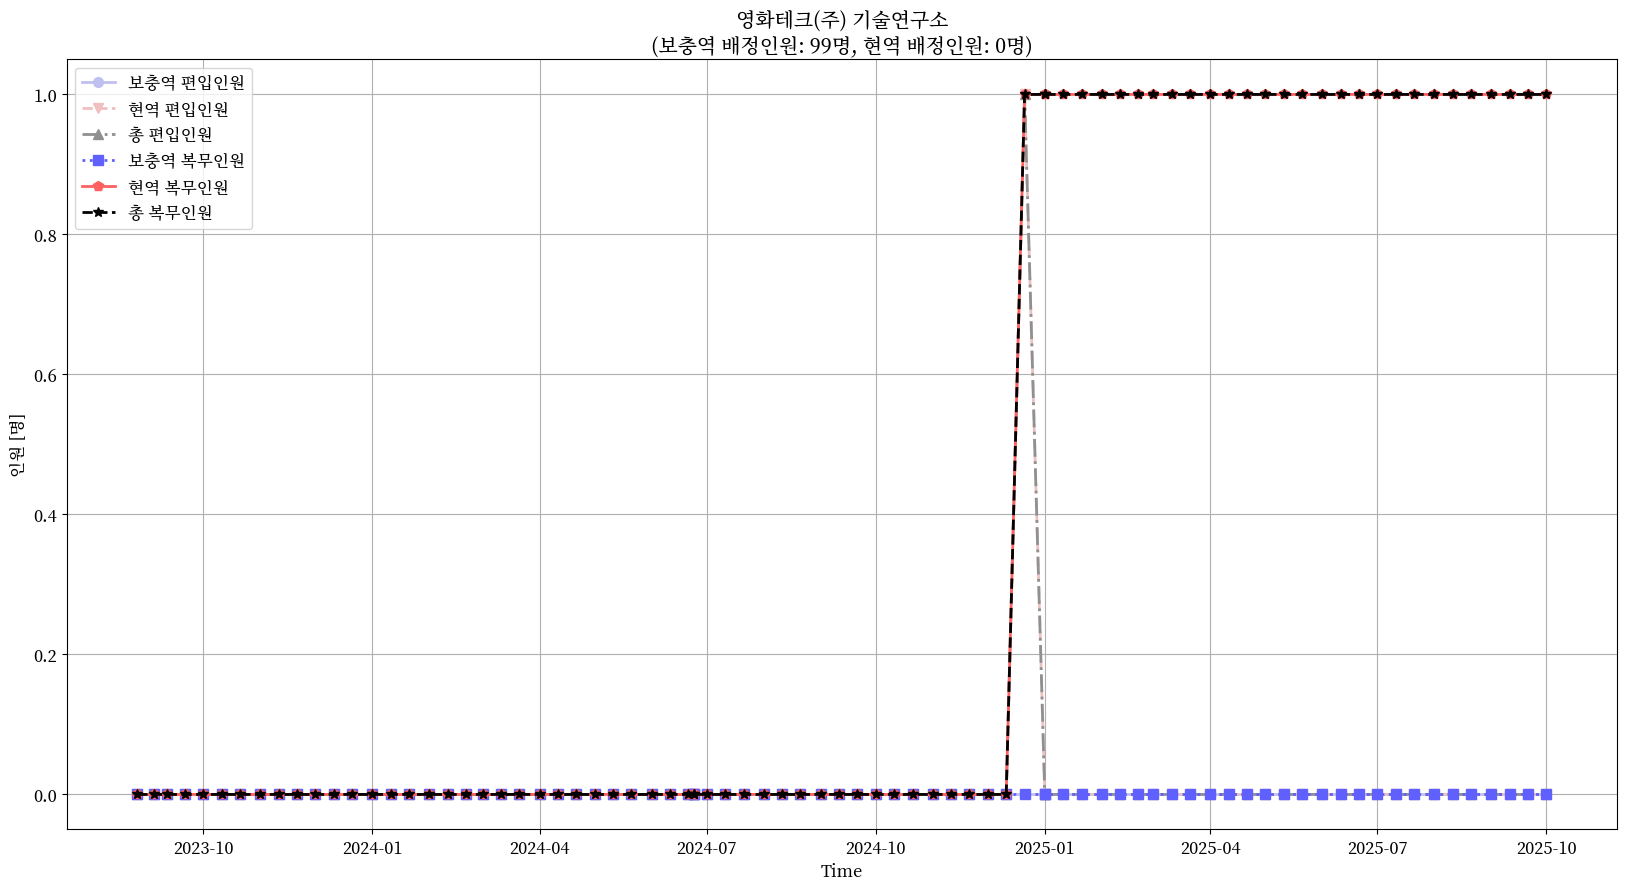 영화테크(주) 기술연구소
(보충역 배정인원: 99명, 현역 배정인원: 0명)
보충역 편입인원
현역 편입인원
총 편입인원
보충역 복무인원
현역 복무인원
총 복무인원
1.0
0.8
0.6
0.4
0.2
0.0
인원 [명]
2023-10
2024-01
2024-04
2024-07
2024-10
2025-01
2025-04
2025-07
2025-10
Time